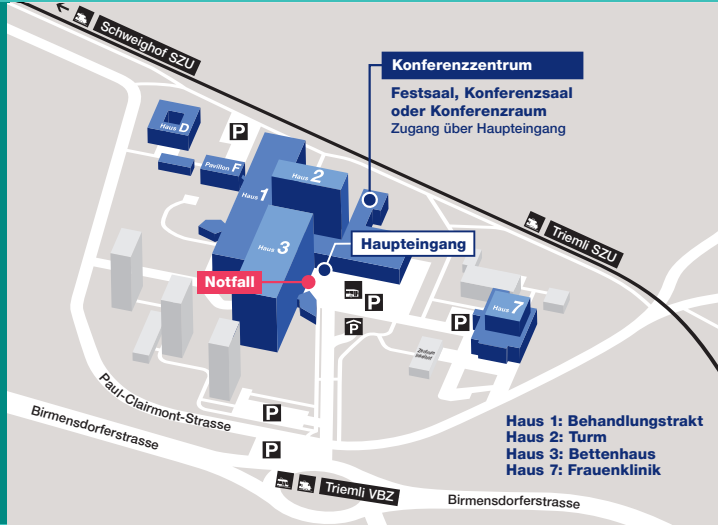 Schweighof SZU
Konferenzzentrum
Festsaal, Konferenzsaal
oder Konferenzraum
Zugang über Haupteingang
Haus D
P
Pavillon F
Haus 1
Haus 2
Haus 3
Triemli SZU
Haupteingang
Notfall
P
P
P
Haus 7
Paul-Clairmont-Strasse
P
P
Birmensdorferstrasse
Haus 1: Behandlungstrakt
Haus 2: Turm
Haus 3: Bettenhaus
Haus 7: Frauenklinik
Triemli VBZ
Birmensdorferstrasse